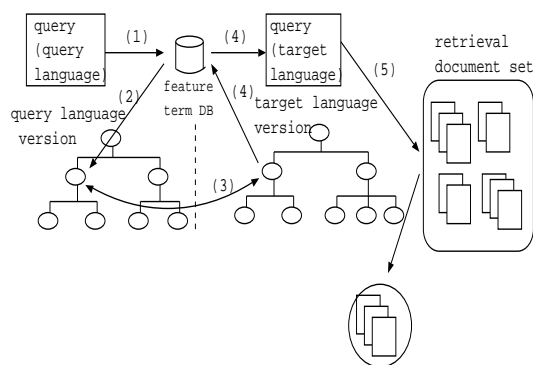 query
(query
language)
(1)
(4)
query
(target
language)
(5)
retrieval
document set
(2)
feature
term DB
(4)
query language
version
target language
version
(3)